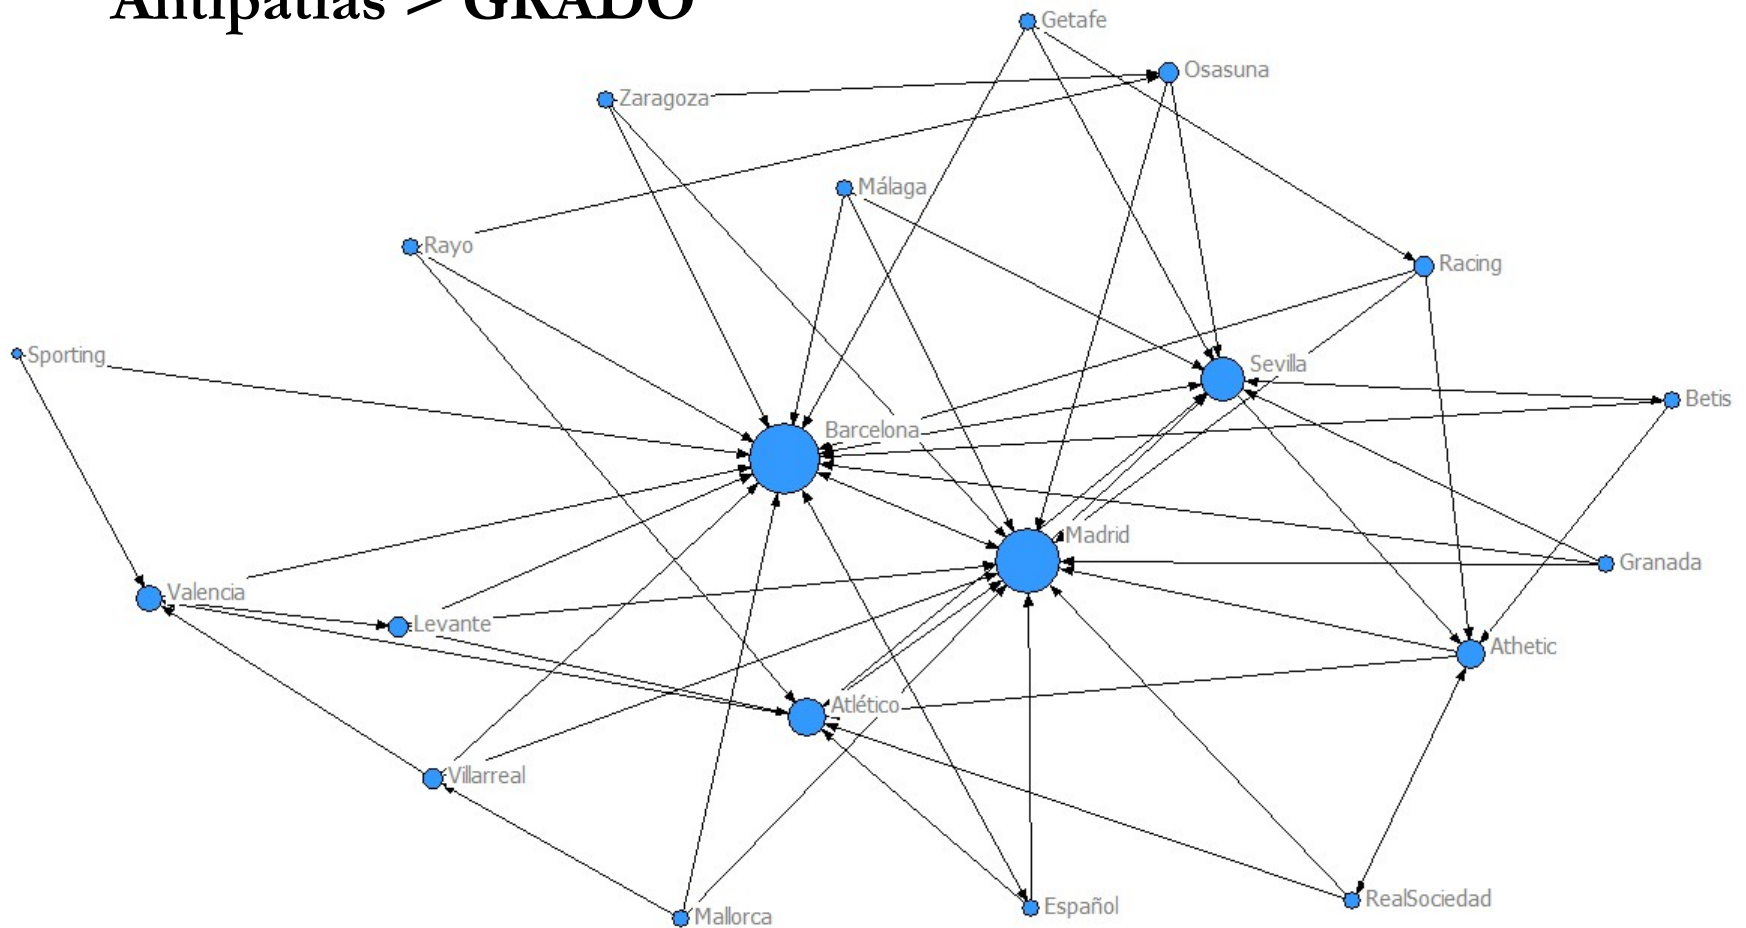 Antipatías > GRADO
Getafe
Osasuna
Zaragoza
Málaga
Rayo
Racing
Sporting
Sevilla
Betis
Barcelona
Madrid
Granada
Valencia
Levante
Athetic
Atlético
Villarreal
RealSociedad
Español
Mallorca